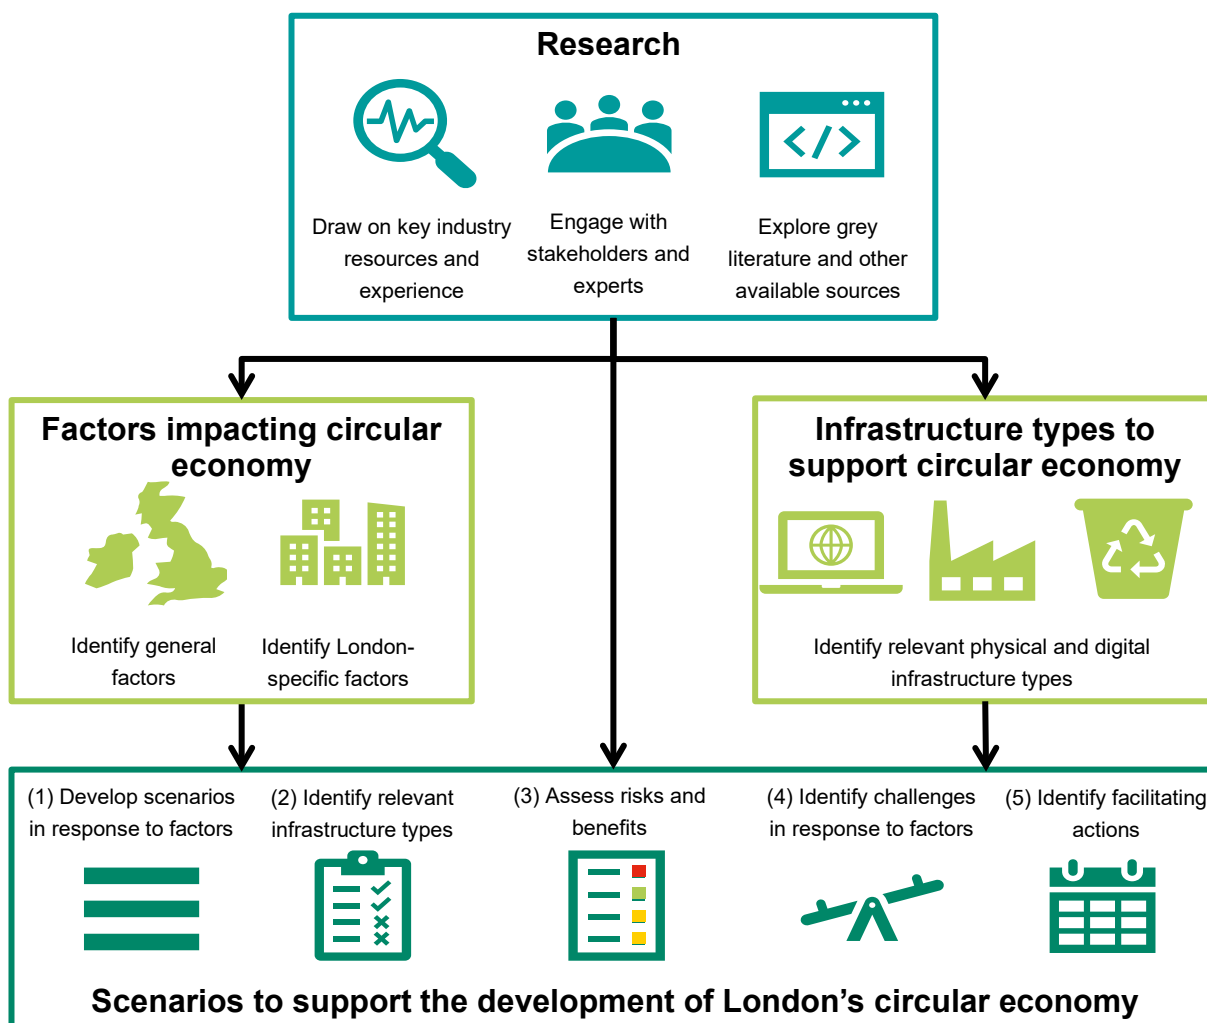 Research
Draw on key industry
resources and
experience
Engage with
stakeholders and
experts
Explore grey
literature and other
available sources
Factors impacting circular
economy
Identify general
factors
Identify London-
specific factors
Infrastructure types to
support circular economy
Identify relevant physical and digital
infrastructure types
(1) Develop scenarios
in response to factors
(2) Identify relevant
infrastructure types
(3) Assess risks and
benefits
(4) Identify challenges
in response to factors
(5) Identify facilitating
actions
Scenarios to support the development of London's circular economy